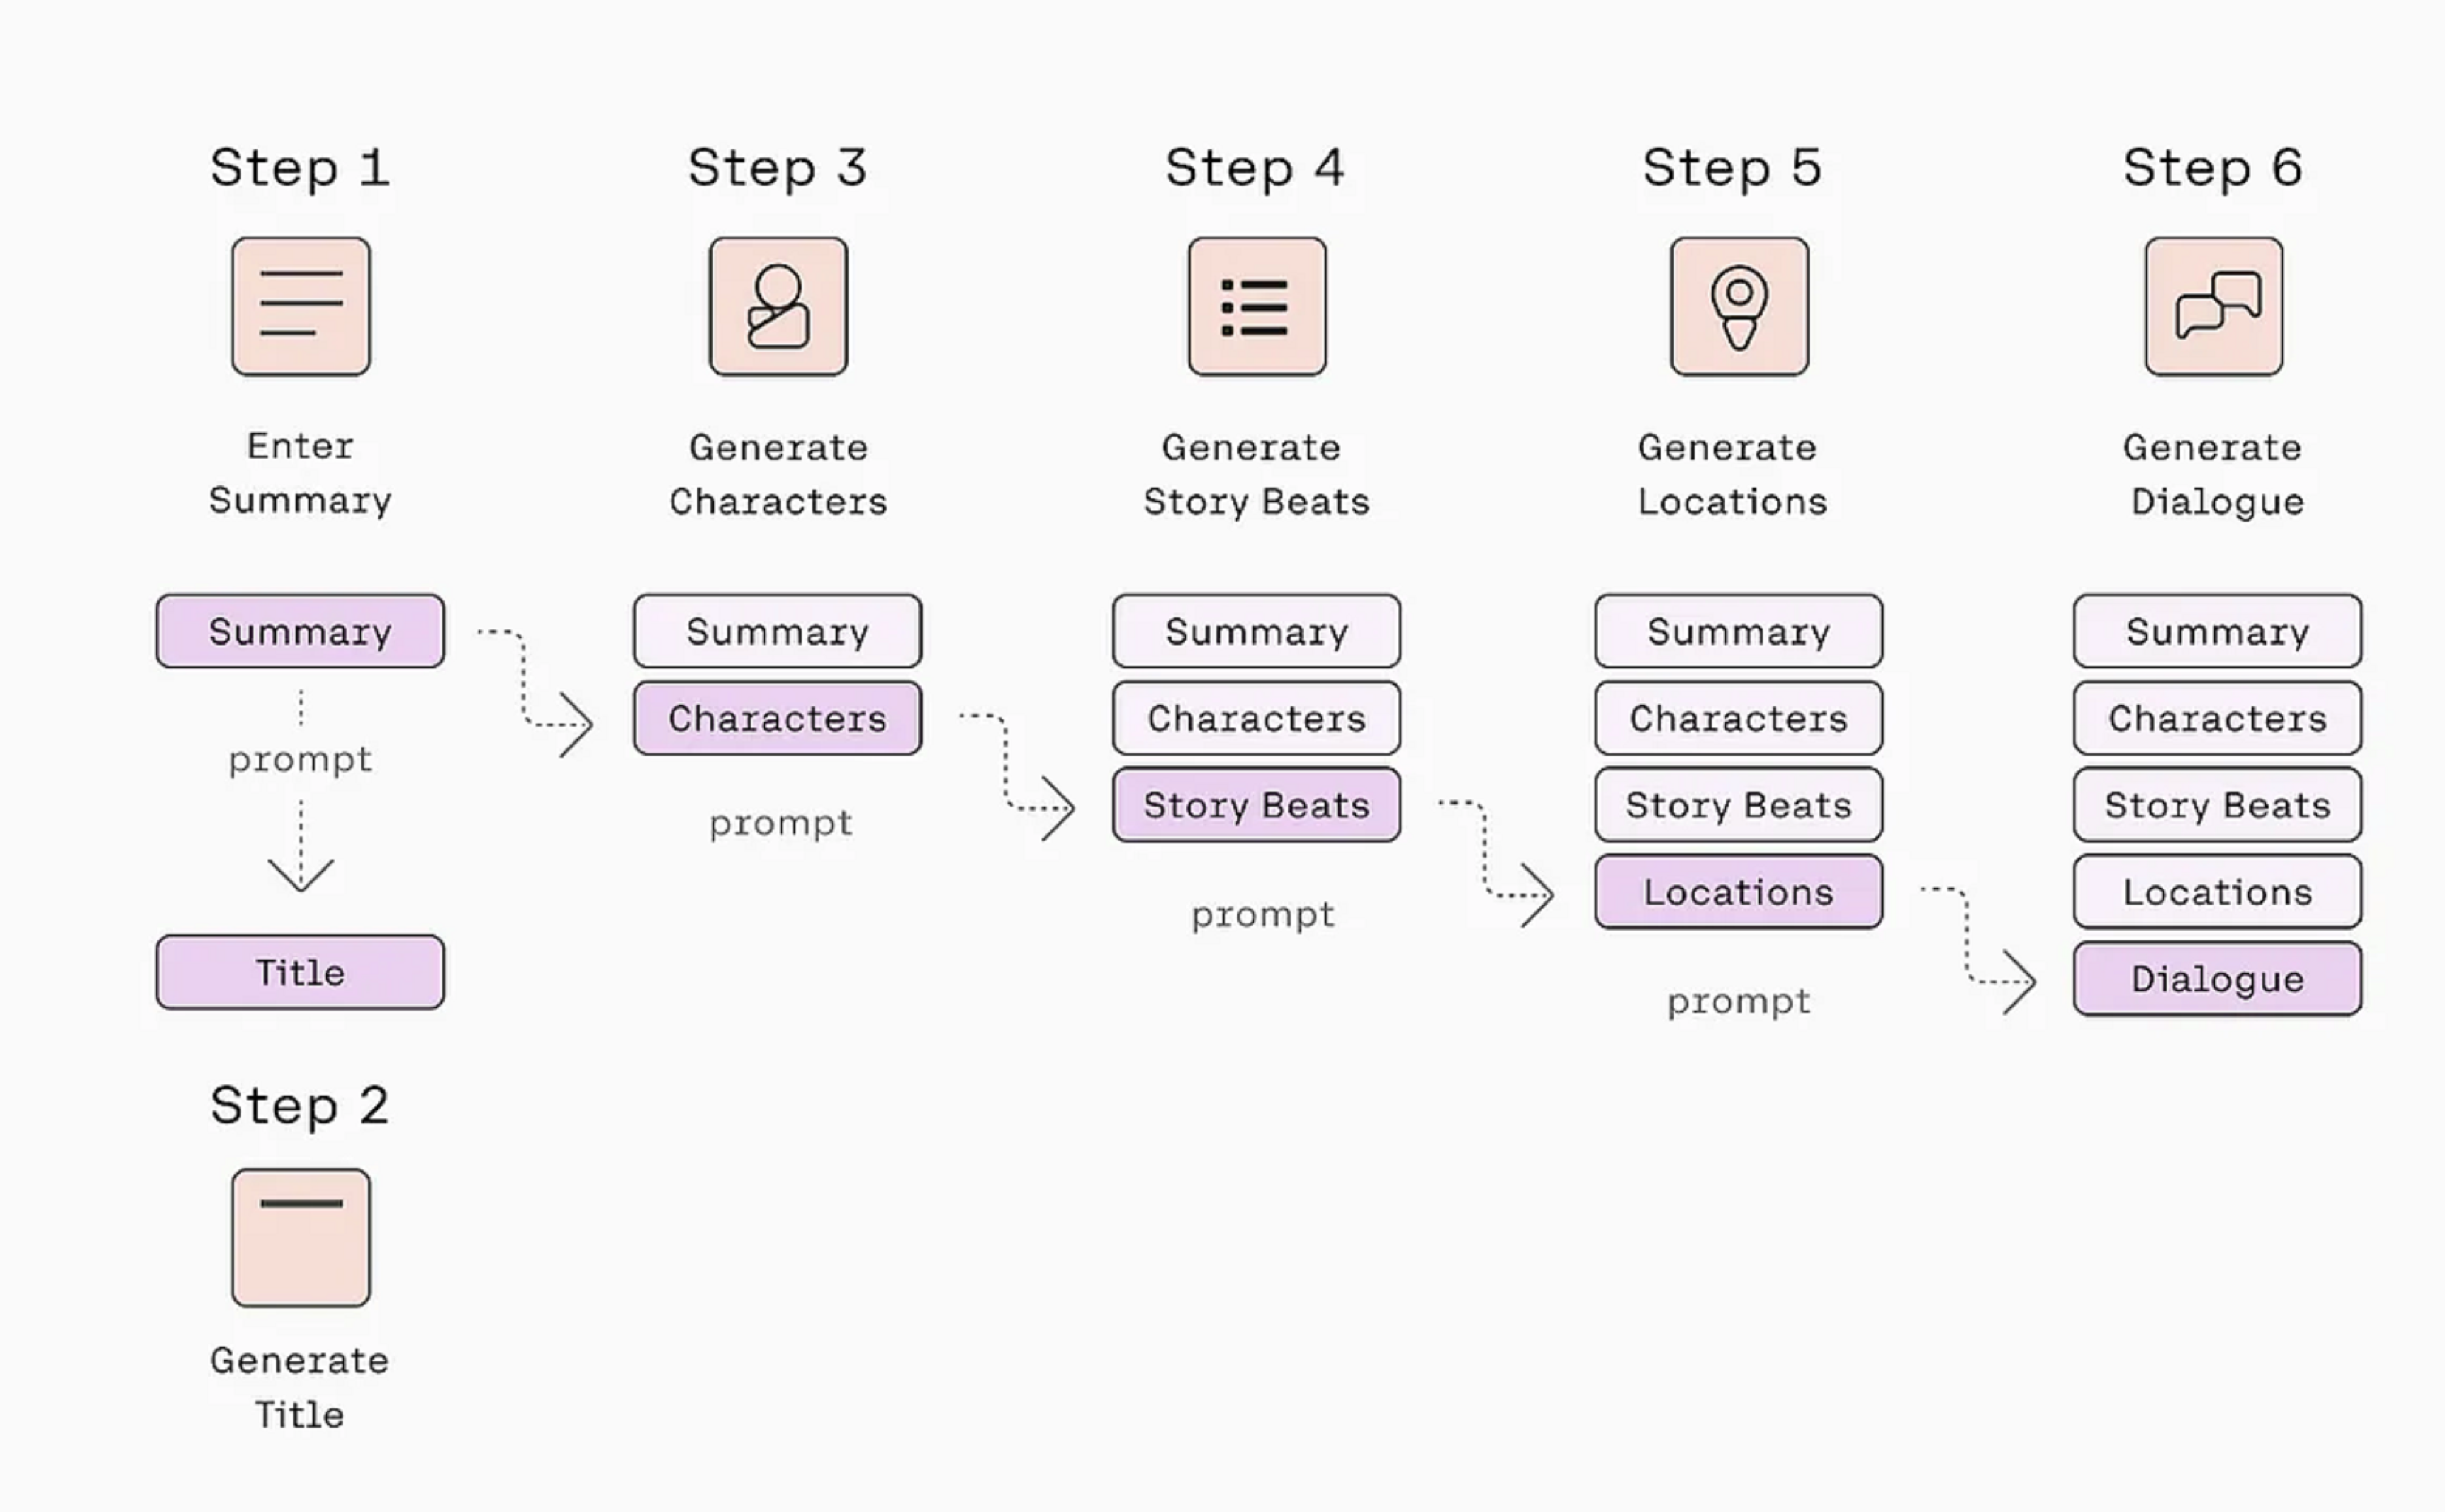 Step 1
Enter
Summary
Summary
prompt
Title
Step 2
Generate
Title
Step 3
Generate
Characters
Summary
Characters
prompt
Step 4
Generate
Story Beats
Summary
Characters
Story Beats
prompt
Step 5
Generate
Locations
Summary
Characters
Story Beats
Locations
prompt
Step 6
Generate
Dialogue
Summary
Characters
Story Beats
Locations
Dialogue